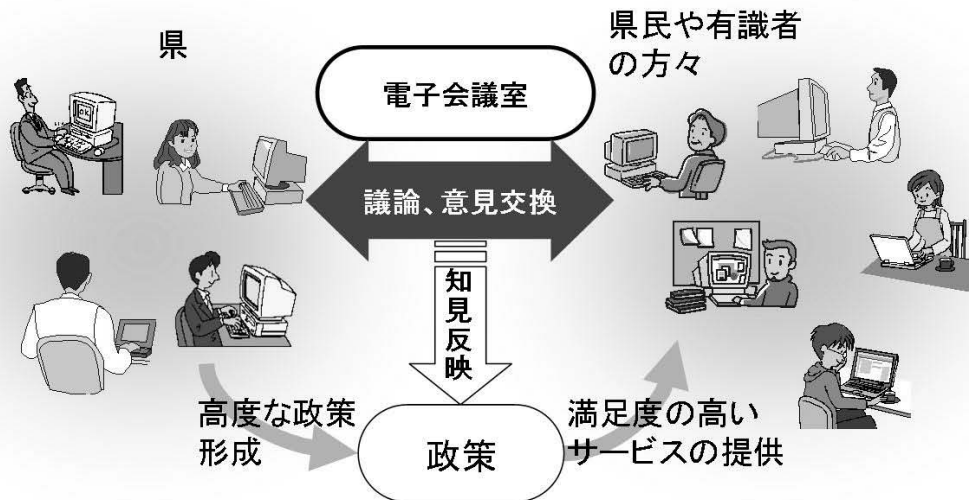 県
県民や有識者
の方々
電子会議室
議論、意見交換
知見反映
高度な政策
形成
政策
満足度の高い
サービスの提供